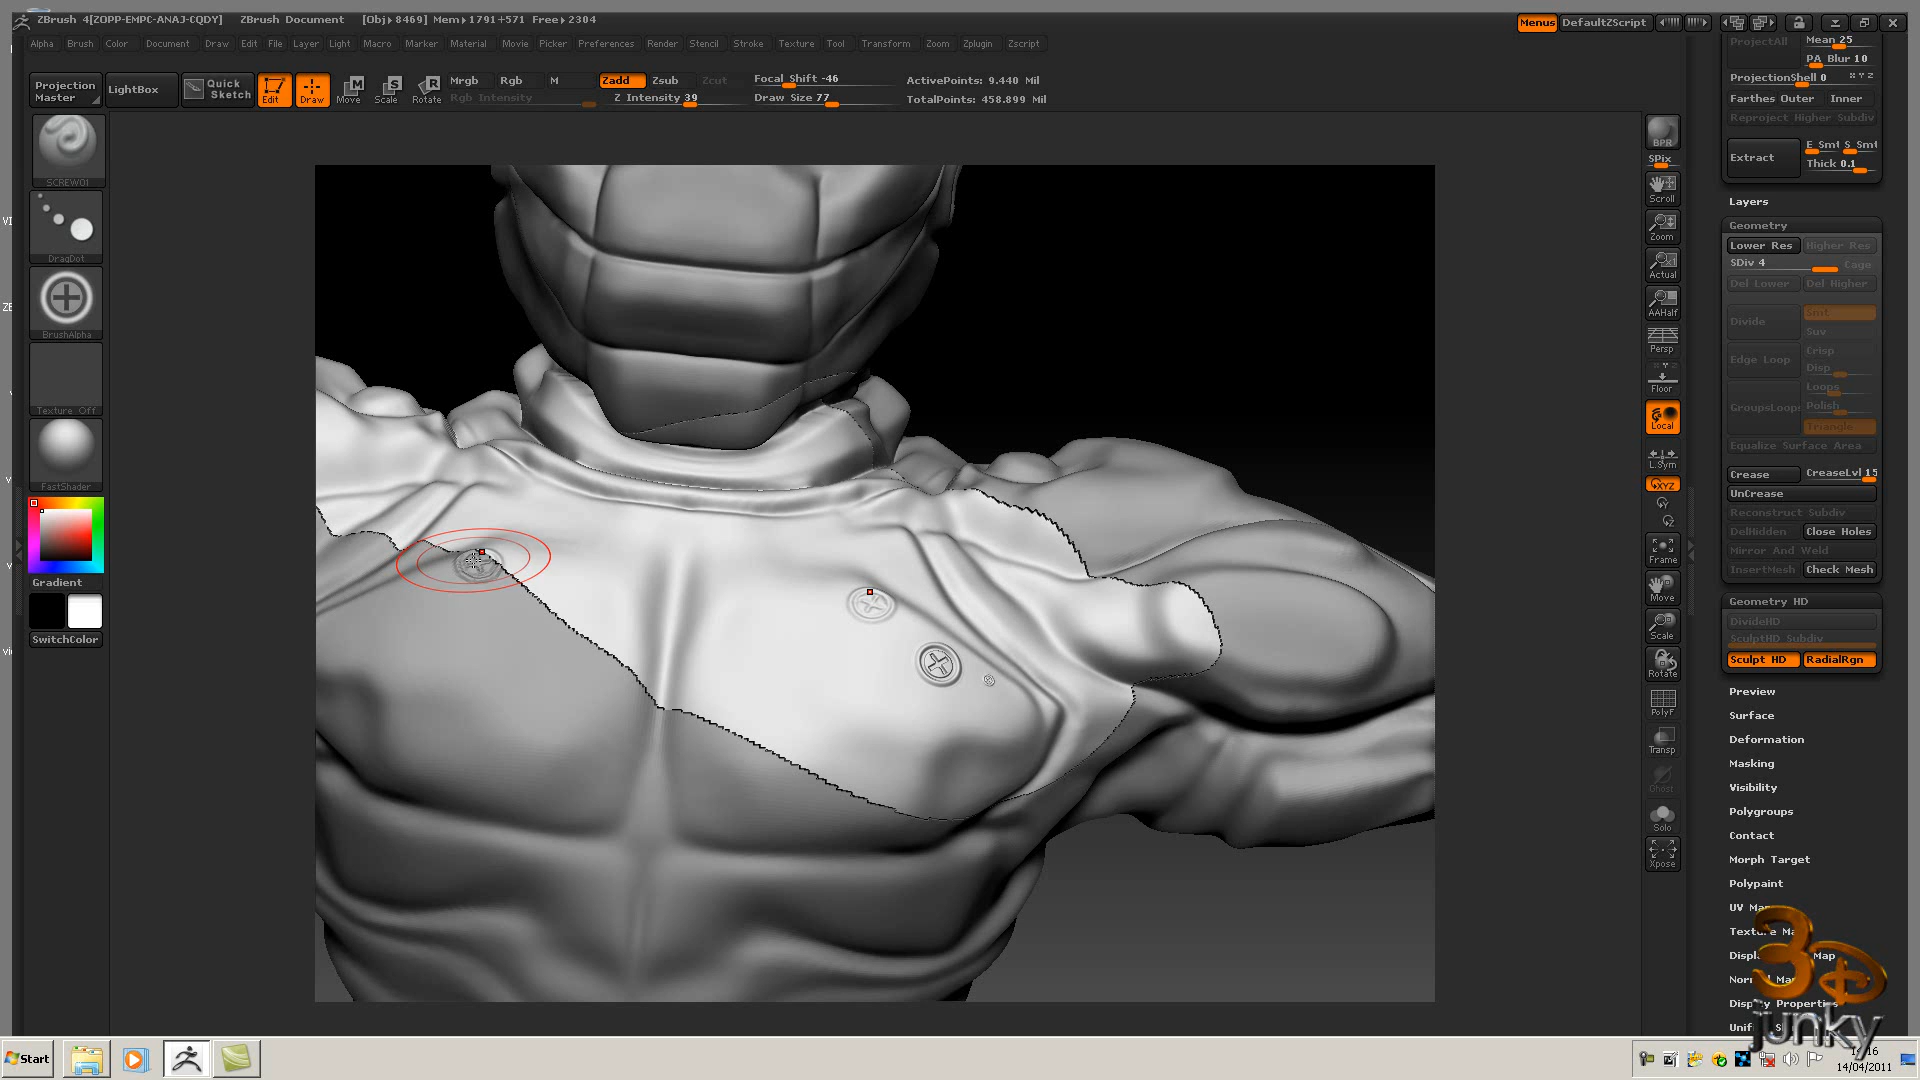 ZBrush 4[ZOPP-EMPC-ANAJ-CQDY] ZBrush Document [Obj▸8469] Mem▸1791+571 Free▸2304 Menus DefaultZScript
Alpha Brush Color Document Draw Edit File Layer Light Macro Marker Material Movie Picker Preferences Render Stencil Stroke Texture Tool Transform Zoom Zplugin Zscript
Projection Master
LightBox
Quick Sketch
Edit
Draw
Move
Scale
Rotate
Mrgb Rgb M
Rgb Intensity
Zadd Zsub Zcut
Z Intensity 39
Focal Shift -46
Draw Size 77
ActivePoints: 9.440 Mil
TotalPoints: 458.899 Mil
SCREW01
DragDot
BrushAlpha
Texture Off
FastShader
Gradient
SwitchColor
BPR
SPix
Scroll
Zoom
Actual
AAHalf
Persp
Floor
Local
L.Sym
XYZ
Frame
Move
Scale
Rotate
PolyF
Transp
Ghost
Solo
Xpose
ProjectAll Mean 25
PA Blur 10
ProjectionShell 0 X Y Z
Farthes Outer Inner
Reproject Higher Subdiv
Extract E Smt S Smt
Thick 0.1
Layers
Geometry
Lower Res Higher Res
SDiv 4 Cage
Del Lower Del Higher
Divide Smt
Suv
Edge Loop Crisp
Disp
GroupsLoops Loops
Polish
Triangle
Equalize Surface Area
Crease CreaseLvl 15
UnCrease
Reconstruct Subdiv
DelHidden Close Holes
Mirror And Weld
InsertMesh Check Mesh
Geometry HD
DivideHD
SculptHD Subdiv
Sculpt HD RadialRgn
Preview
Surface
Deformation
Masking
Visibility
Polygroups
Contact
Morph Target
Polypaint
UV Map
Map
Display Properties
3D
junky
Start
14/04/2011